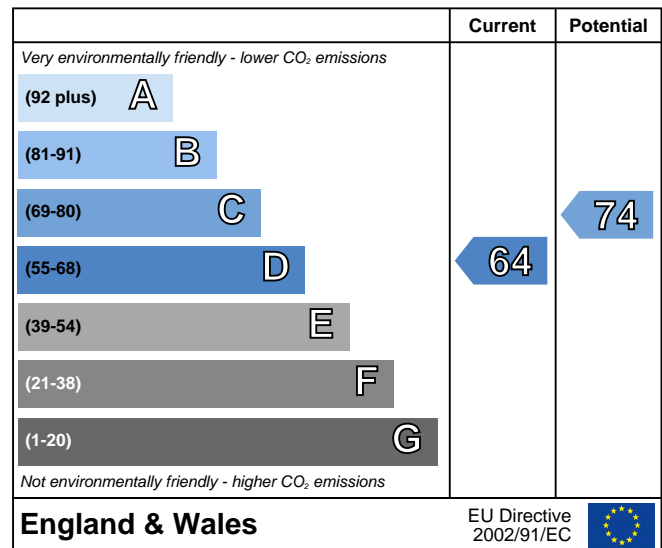 Current Potential
Very environmentally friendly - lower CO₂ emissions
(92 plus) A
(81-91) B
(69-80) C 74
(55-68) D 64
(39-54) E
(21-38) F
(1-20) G
Not environmentally friendly - higher CO₂ emissions
England & Wales
EU Directive
2002/91/EC